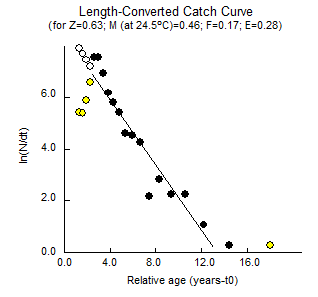 Length-Converted Catch Curve
(for Z=0.63; M (at 24.5ºC)=0.46; F=0.17; E=0.28)
ln(N/dt)
6.0
4.0
2.0
0.0
0.0 4.0 8.0 12.0 16.0
Relative age (years-t0)